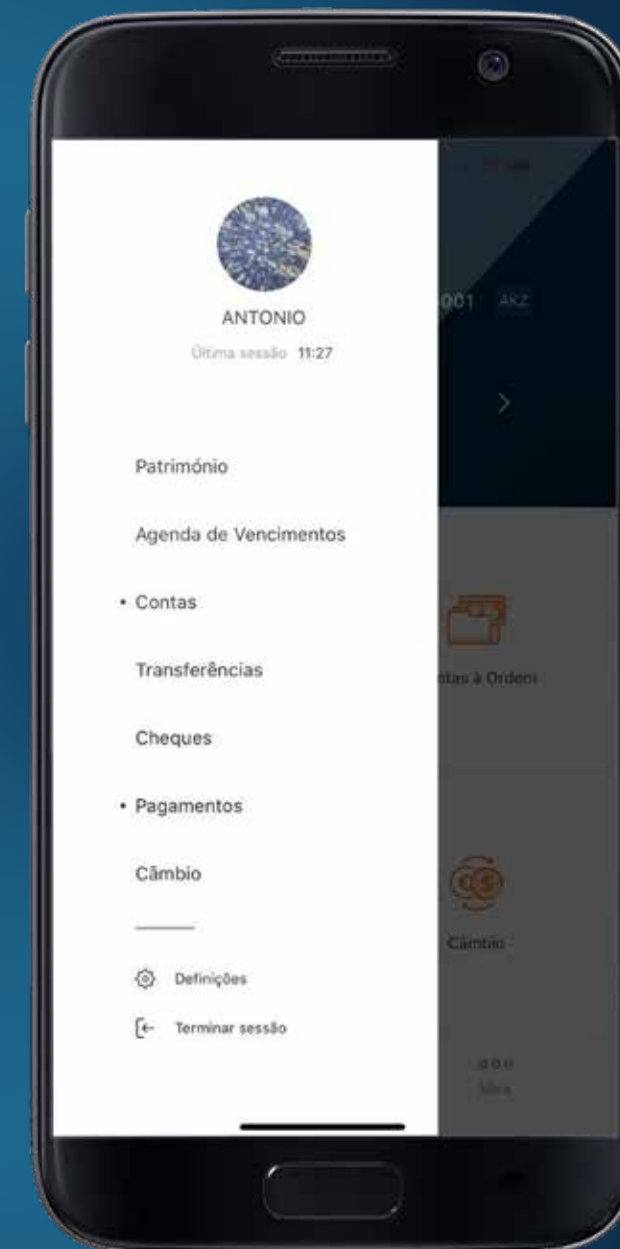 ANTONIO
Última sessão 11:27
001 AKZ
Património
Agenda de Vencimentos
• Contas
Transferências
ntas à Ordem
Cheques
• Pagamentos
Câmbio
Câmbio
Definições
Terminar sessão